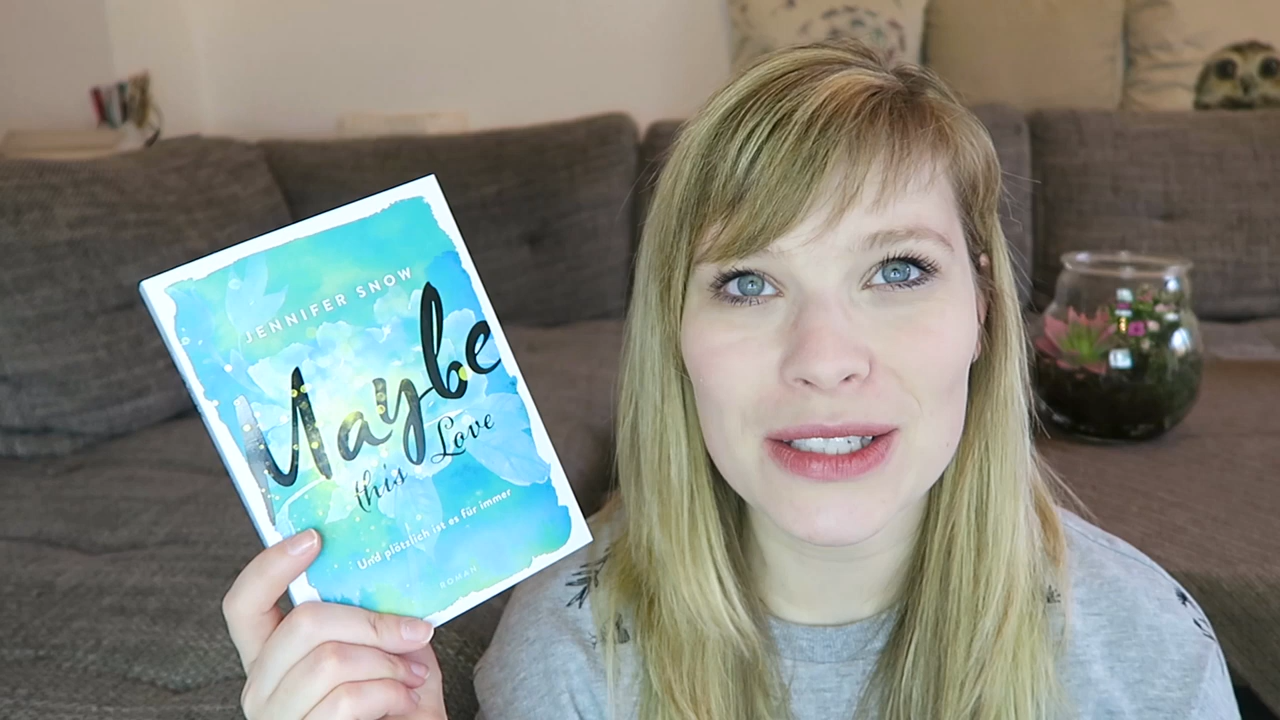 JENNIFER SNOW
Maybe
this Love
Und plötzlich ist es für immer
ROMAN